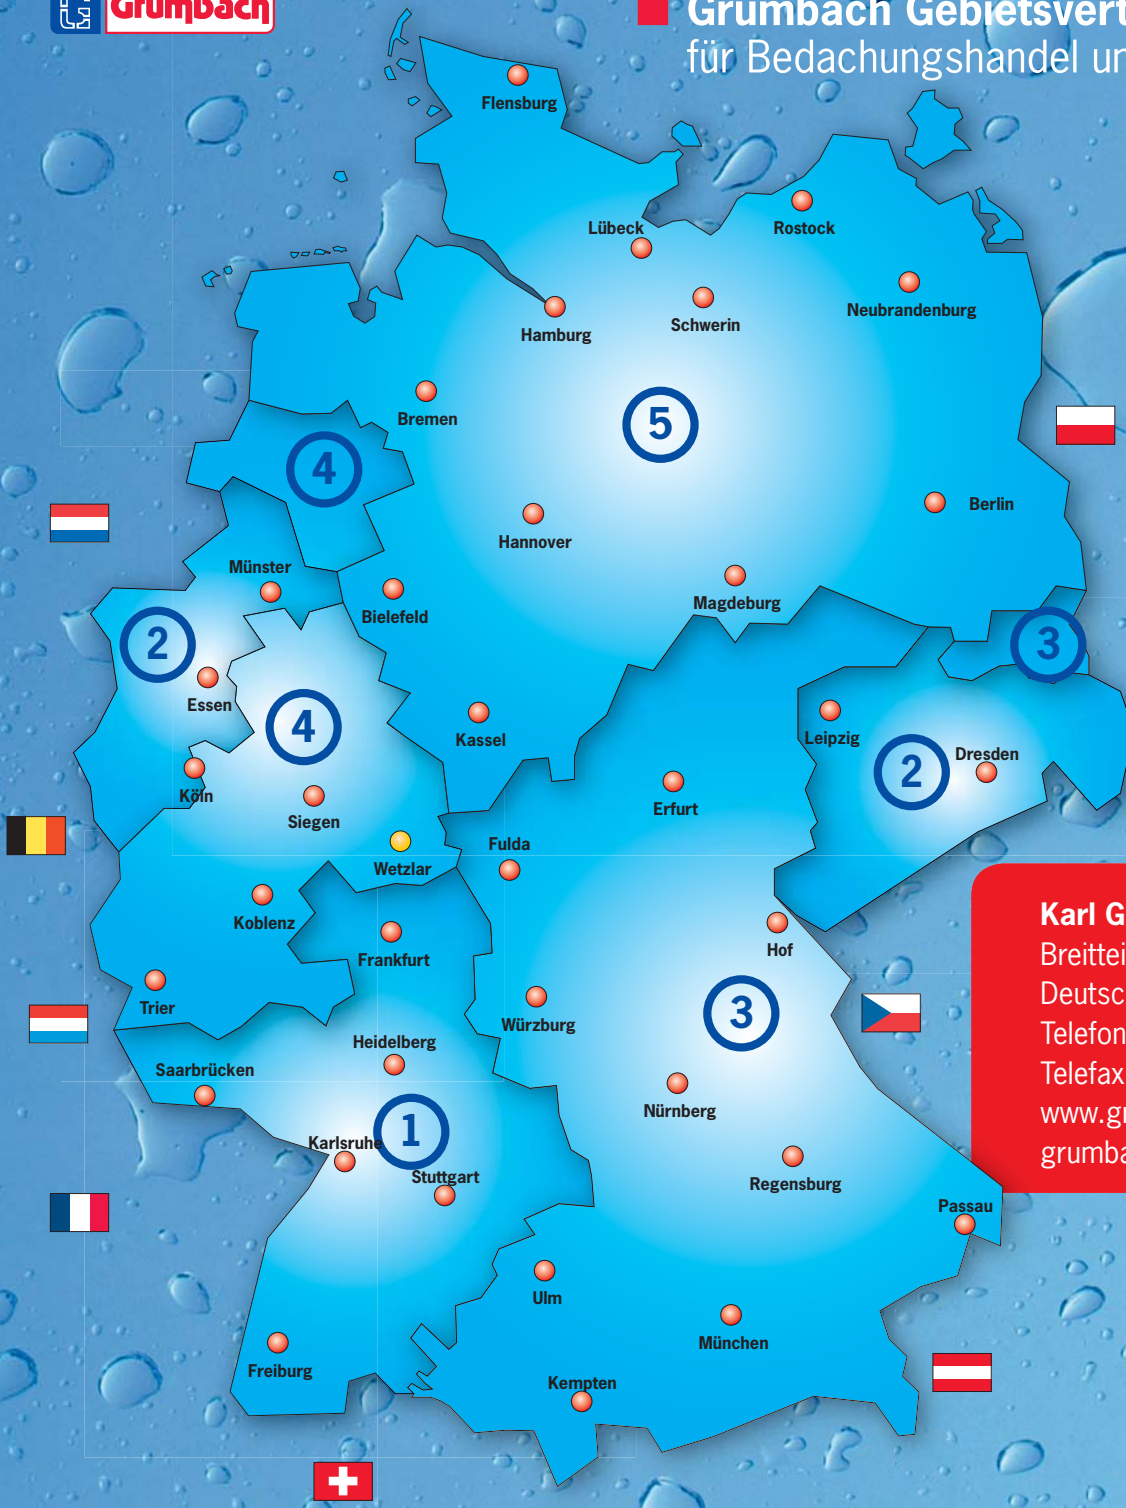 Grumbach
Grumbach Gebietsvert
für Bedachungshandel un
Flensburg
Lübeck
Rostock
Neubrandenburg
Schwerin
Hamburg
Bremen
5
4
Berlin
Hannover
Münster
Magdeburg
Bielefeld
2
3
Essen
4
Kassel
Leipzig
Dresden
2
Köln
Siegen
Erfurt
Fulda
Wetzlar
Koblenz
Frankfurt
Hof
Trier
Würzburg
3
Heidelberg
Saarbrücken
Nürnberg
1
Karlsruhe
Stuttgart
Regensburg
Passau
Ulm
München
Freiburg
Kempten
Karl G
Breittei
Deutsc
Telefon
Telefax
www.gr
grumba